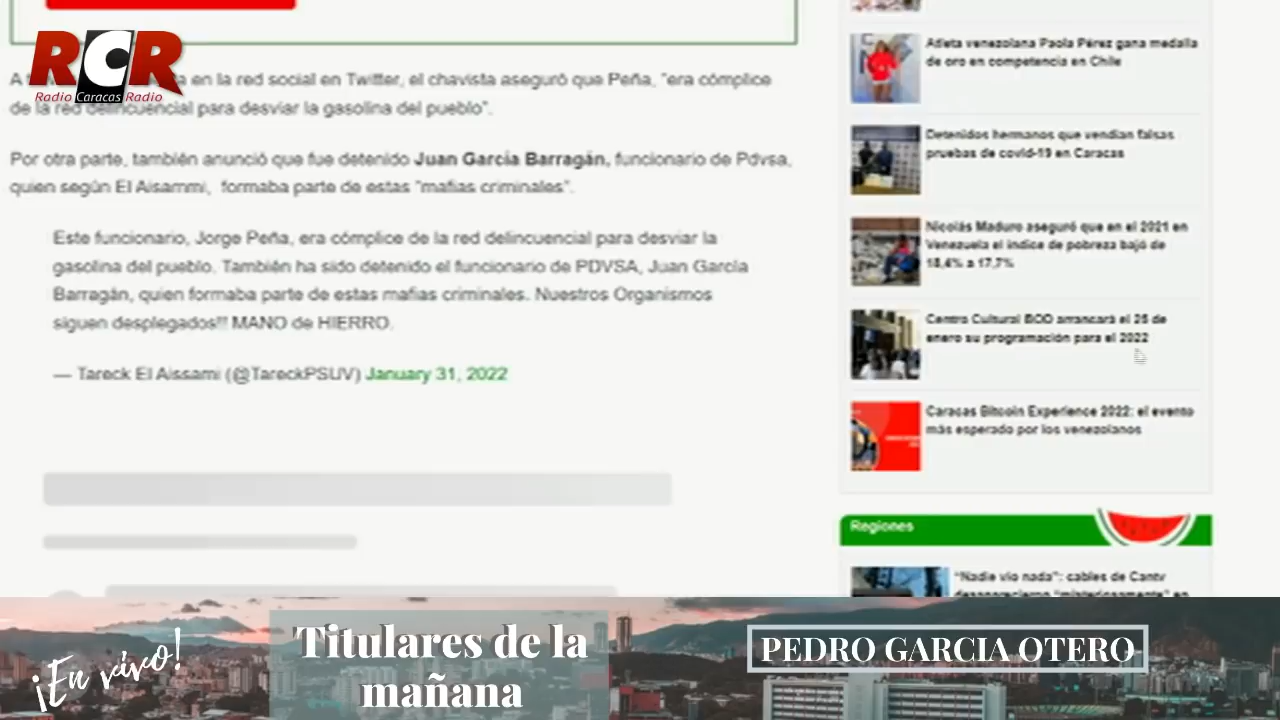 RCR
Radio Caracas Radio
A en la red social en Twitter, el chavista aseguró que Peña, "era cómplice
de la red delincuencial para desviar la gasolina del pueblo".
Por otra parte, también anunció que fue detenido Juan García Barragán, funcionario de Pdvsa,
quien según El Aisammi, formaba parte de estas "mafias criminales".
Este funcionario, Jorge Peña, era cómplice de la red delincuencial para desviar la
gasolina del pueblo. También ha sido detenido el funcionario de PDVSA, Juan García
Barragán, quien formaba parte de estas mafias criminales. Nuestros Organismos
siguen desplegados!! MANO de HIERRO.
— Tareck El Aissami (@TareckPSUV) January 31, 2022
Atleta venezolana Paola Pérez gana medalla
de oro en competencia en Chile
Detenidos hermanos que vendían falsas
pruebas de covid-19 en Caracas
Nicolás Maduro aseguró que en el 2021 en
Venezuela el índice de pobreza bajó de
18,4% a 17,7%
Centro Cultural BOD arrancará el 25 de
enero su programación para el 2022
Caracas Bitcoin Experience 2022: el evento
más esperado por los venezolanos
Regiones
"Nadie vio nada": cables de Cantv
desaparecieron "misteriosamente" en
¡En vivo!
Titulares de la
mañana
PEDRO GARCIA OTERO